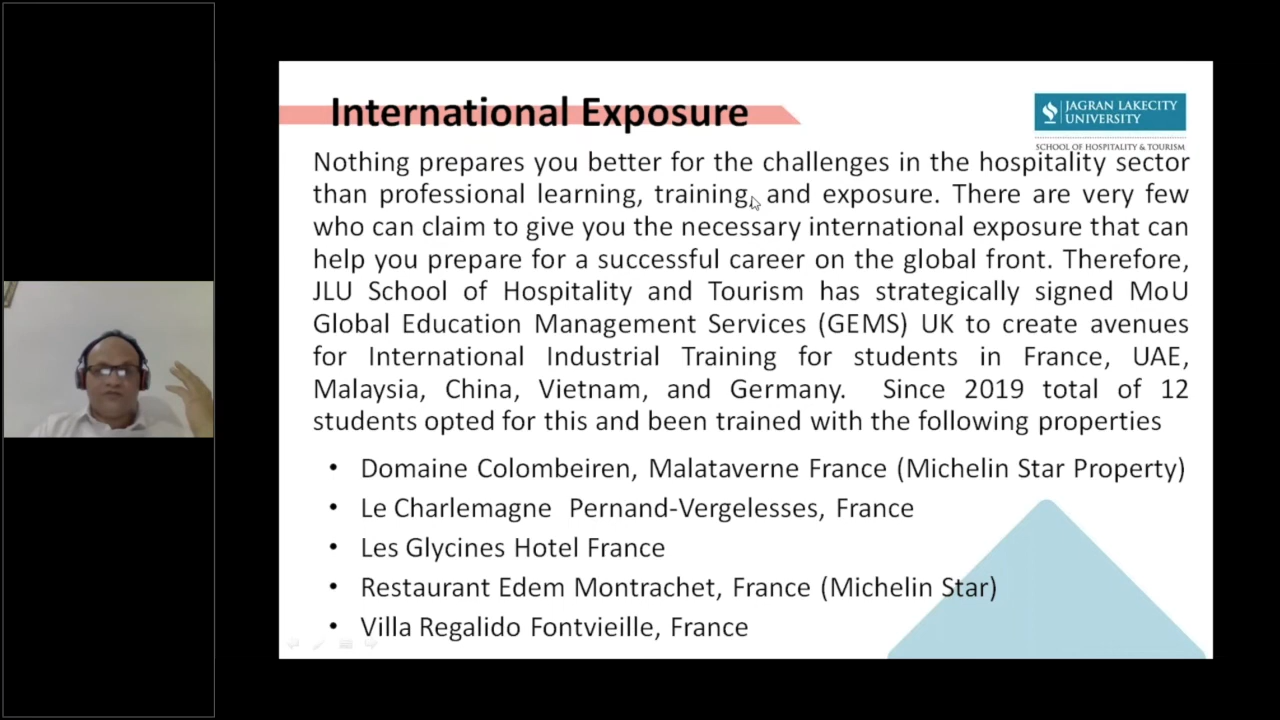 International Exposure
JAGRAN LAKECITY
UNIVERSITY
SCHOOL OF HOSPITALITY & TOURISM
Nothing prepares you better for the challenges in the hospitality sector
than professional learning, training, and exposure. There are very few
who can claim to give you the necessary international exposure that can
help you prepare for a successful career on the global front. Therefore,
JLU School of Hospitality and Tourism has strategically signed MoU
Global Education Management Services (GEMS) UK to create avenues
for International Industrial Training for students in France, UAE,
Malaysia, China, Vietnam, and Germany. Since 2019 total of 12
students opted for this and been trained with the following properties
• Domaine Colombeiren, Malataverne France (Michelin Star Property)
• Le Charlemagne Pernand-Vergelesses, France
• Les Glycines Hotel France
• Restaurant Edem Montrachet, France (Michelin Star)
• Villa Regalido Fontvieille, France